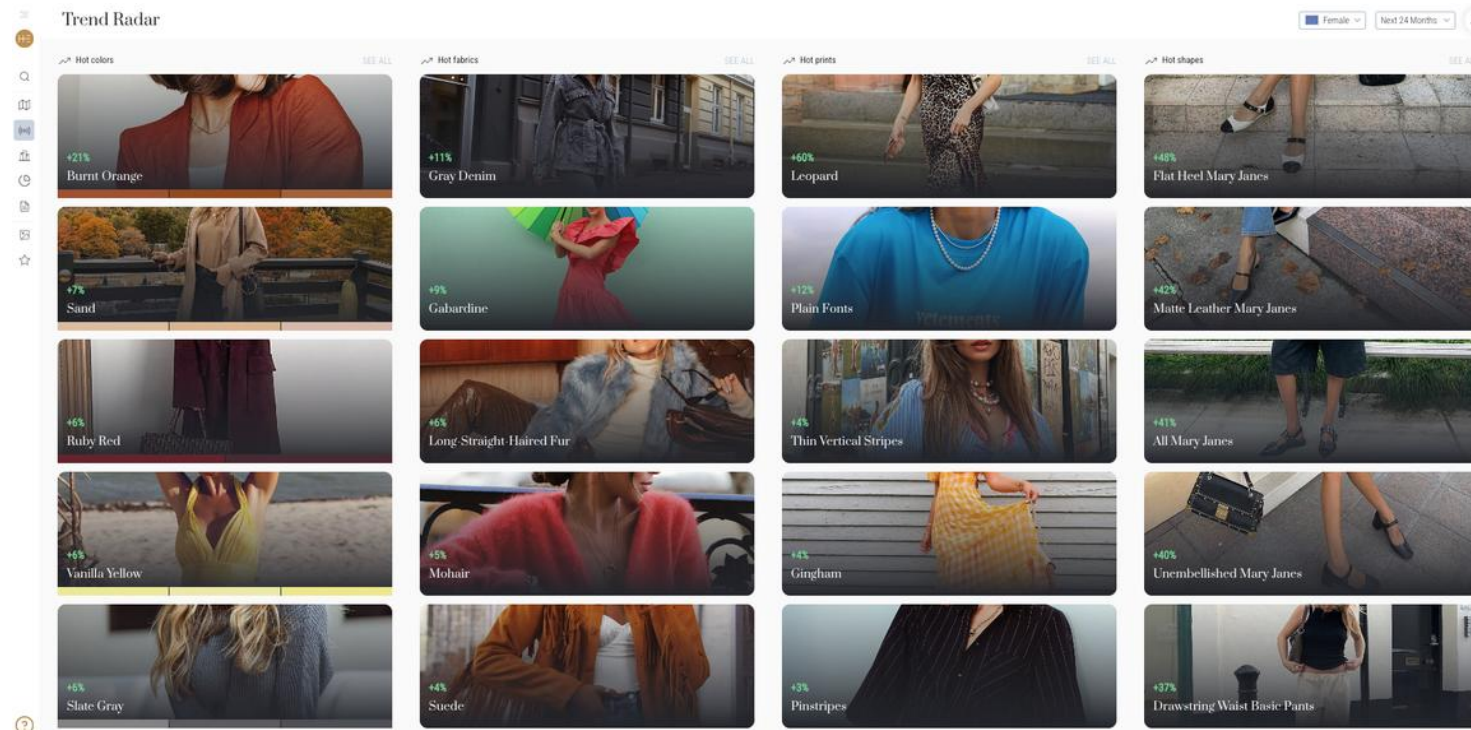 Trend Radar
Female
Next 24 Months
Hot colors
SEE ALL
+21%
Burnt Orange
+7%
Sand
+6%
Ruby Red
+6%
Vanilla Yellow
+6%
Slate Gray
Hot fabrics
SEE ALL
+11%
Gray Denim
+9%
Gabardine
+6%
Long-Straight-Haired Fur
+5%
Mohair
+4%
Suede
Hot prints
SEE ALL
+60%
Leopard
+12%
Plain Fonts
+4%
Thin Vertical Stripes
+4%
Gingham
+3%
Pinstripes
Hot shapes
SEE AL
+48%
Flat Heel Mary Janes
+42%
Matte Leather Mary Janes
+41%
All Mary Janes
+40%
Unembellished Mary Janes
+37%
Drawstring Waist Basic Pants